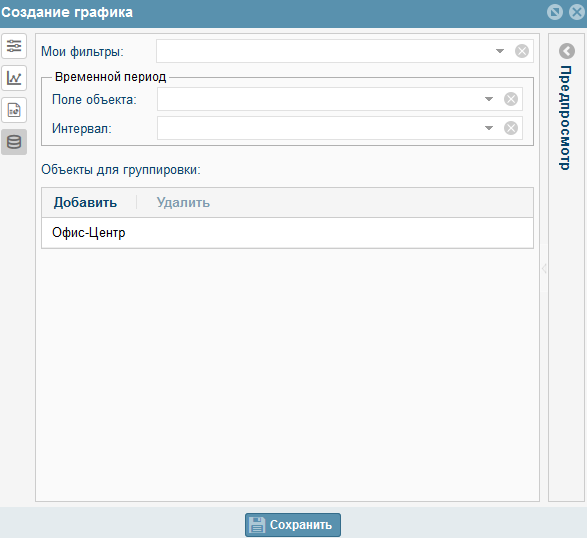 Создание графика
Мои фильтры:
Временной период
Поле объекта:
Интервал:
Объекты для группировки:
Добавить Удалить
Офис-Центр
Предпросмотр
Сохранить